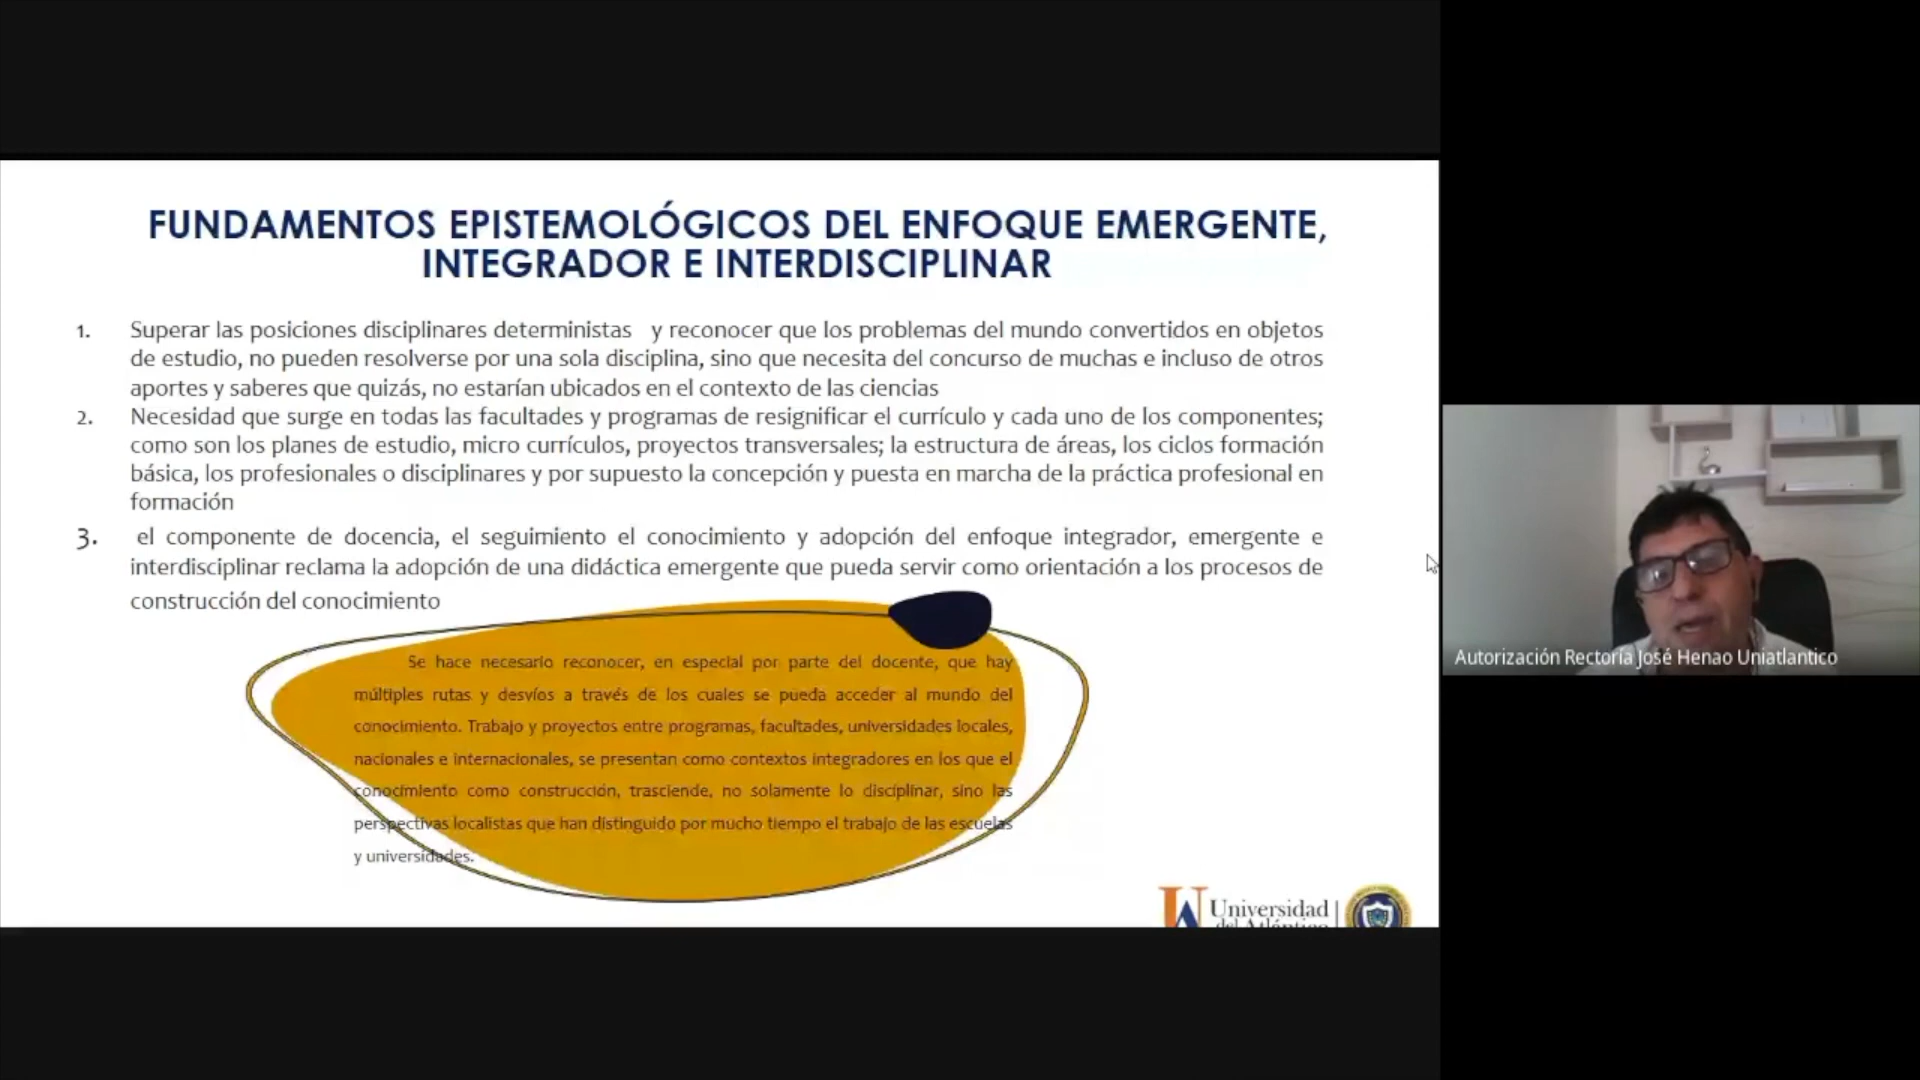 FUNDAMENTOS EPISTEMOLÓGICOS DEL ENFOQUE EMERGENTE,
INTEGRADOR E INTERDISCIPLINAR
1. Superar las posiciones disciplinares deterministas y reconocer que los problemas del mundo convertidos en objetos
de estudio, no pueden resolverse por una sola disciplina, sino que necesita del concurso de muchas e incluso de otros
aportes y saberes que quizás, no estarían ubicados en el contexto de las ciencias
2. Necesidad que surge en todas las facultades y programas de resignificar el currículo y cada uno de los componentes;
como son los planes de estudio, micro currículos, proyectos transversales; la estructura de áreas, los ciclos formación
básica, los profesionales o disciplinares y por supuesto la concepción y puesta en marcha de la práctica profesional en
formación
3. el componente de docencia, el seguimiento el conocimiento y adopción del enfoque integrador, emergente e
interdisciplinar reclama la adopción de una didáctica emergente que pueda servir como orientación a los procesos de
construcción del conocimiento
Se hace necesario reconocer, en especial por parte del docente, que hay
múltiples rutas y desvíos a través de los cuales se pueda acceder al mundo del
conocimiento. Trabajo y proyectos entre programas, facultades, universidades locales,
nacionales e internacionales, se presentan como contextos integradores en los que el
conocimiento como construcción, trasciende, no solamente lo disciplinar, sino las
perspectivas localistas que han distinguido por mucho tiempo el trabajo de las escuelas
y universidades.
Universidad
del Atlántico
Autorización Rectoría José Henao Uniatlantico